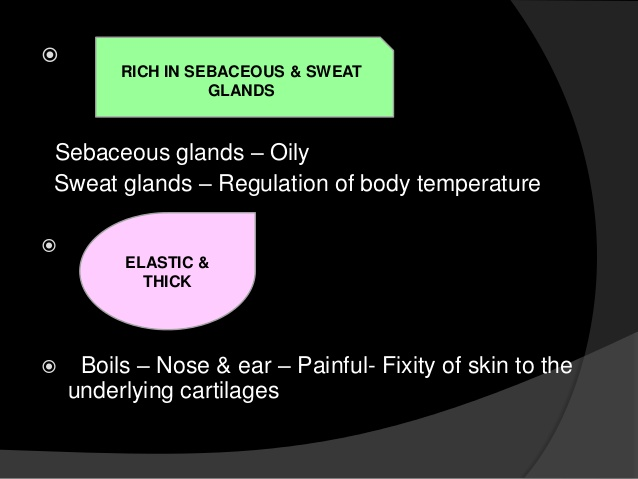 RICH IN SEBACEOUS & SWEAT
GLANDS
Sebaceous glands – Oily
Sweat glands – Regulation of body temperature
ELASTIC &
THICK
Boils – Nose & ear – Painful- Fixity of skin to the
underlying cartilages